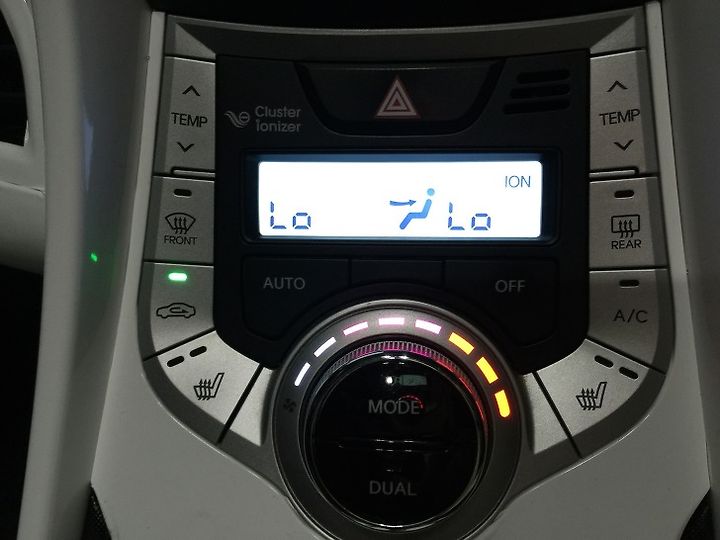 TEMP
Cluster
ionizer
TEMP
ION
Lo
Lo
FRONT
REAR
AUTO
OFF
A/C
MODE
DUAL